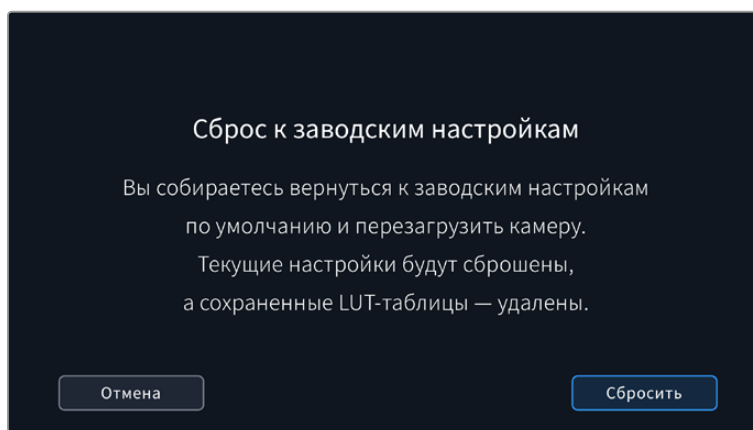 Сброс к заводским настройкам
Вы собираетесь вернуться к заводским настройкам
по умолчанию и перезагрузить камеру.
Текущие настройки будут сброшены,
а сохраненные LUT-таблицы — удалены.
Отмена
Сбросить